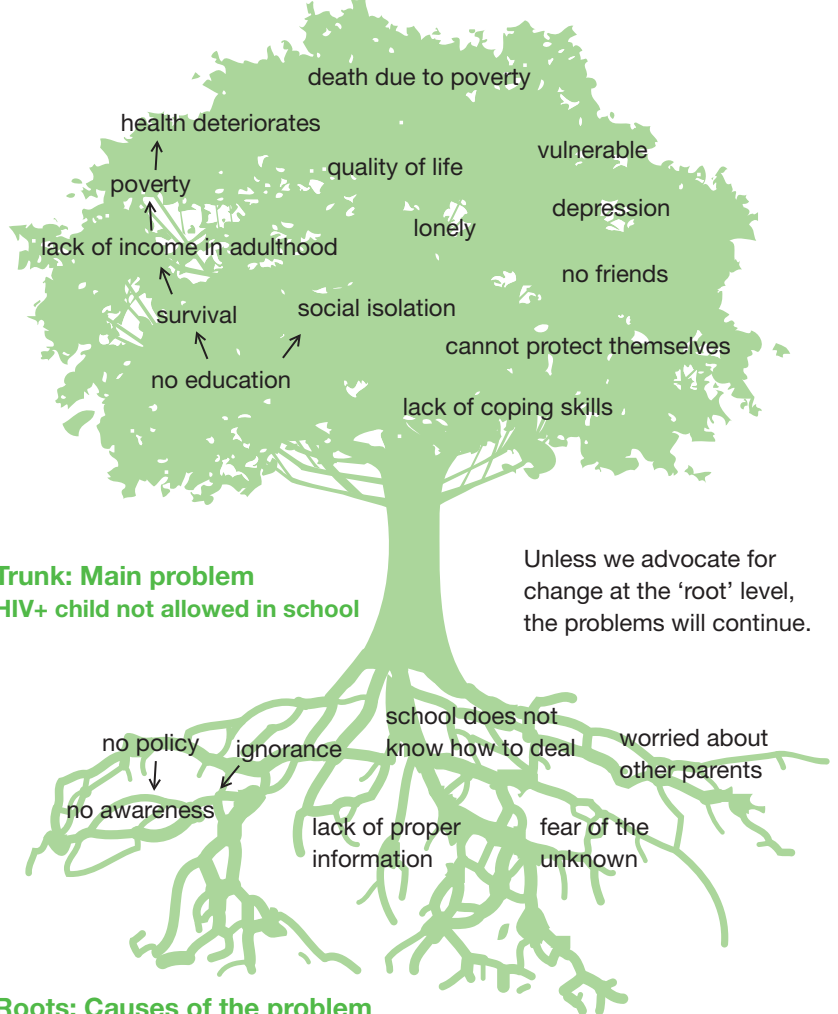 death due to poverty
health deteriorates
vulnerable
quality of life
poverty
depression
lonely
lack of income in adulthood
no friends
survival
social isolation
cannot protect themselves
no education
lack of coping skills
Trunk: Main problem
HIV+ child not allowed in school
Unless we advocate for
change at the ‘root’ level,
the problems will continue.
school does not
know how to deal
no policy
ignorance
worried about
other parents
no awareness
lack of proper
information
fear of the
unknown
Roots: Causes of the problem